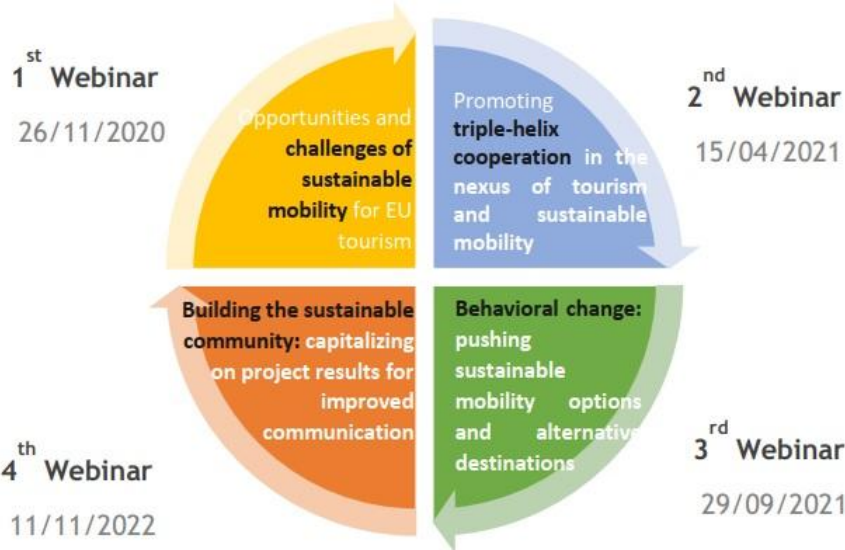 1st Webinar
26/11/2020
Opportunities and
challenges of
sustainable
mobility for EU
tourism
Promoting
triple-helix
cooperation in the
nexus of tourism
and sustainable
mobility
2nd Webinar
15/04/2021
Building the sustainable
community: capitalizing
on project results for
improved
communication
4th Webinar
11/11/2022
Behavioral change:
pushing
sustainable
mobility options
and alternative
destinations
3rd Webinar
29/09/2021